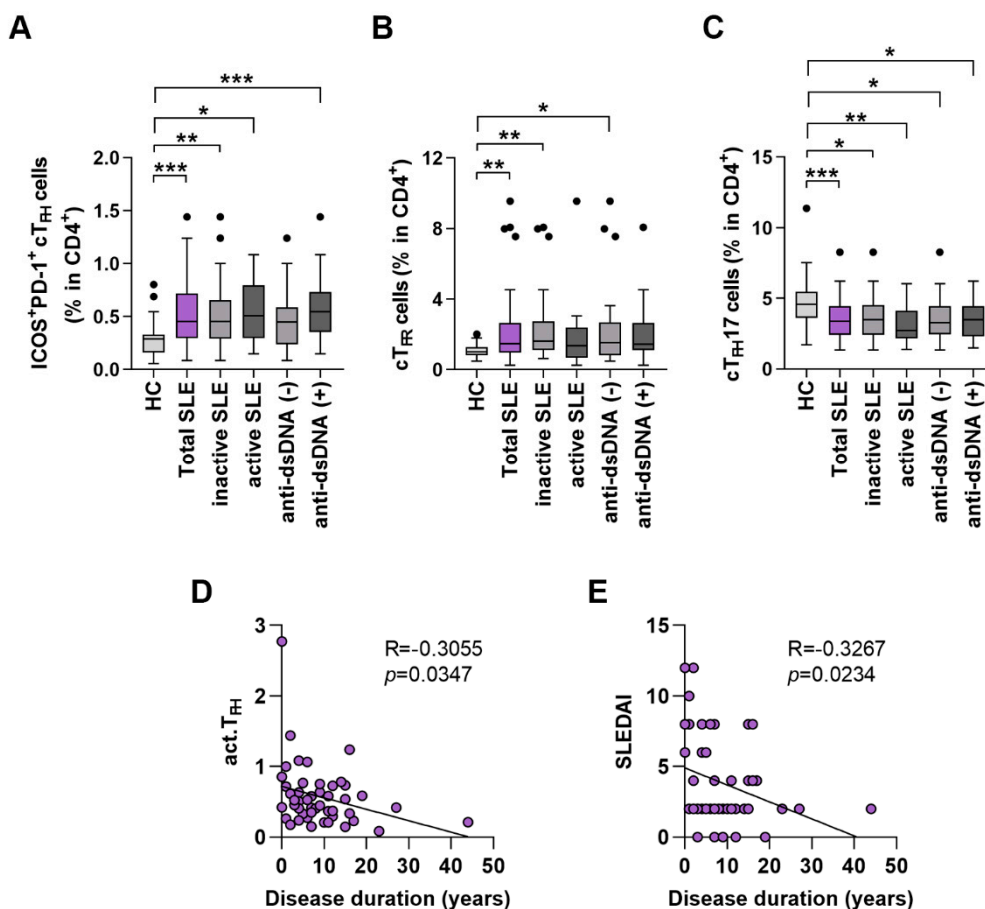 A
B
C
***
*
**
***
2.0
1.5
1.0
0.5
0.0
ICOS⁺PD-1⁺ cT_FH cells
(% in CD4⁺)
HC
Total SLE
inactive SLE
active SLE
anti-dsDNA (-)
anti-dsDNA (+)
*
**
**
12
8
4
0
cT_FR cells (% in CD4⁺)
HC
Total SLE
inactive SLE
active SLE
anti-dsDNA (-)
anti-dsDNA (+)
*
*
**
*
***
15
10
5
0
cT_FH17 cells (% in CD4⁺)
HC
Total SLE
inactive SLE
active SLE
anti-dsDNA (-)
anti-dsDNA (+)
D
3
2
1
0
act.T_FH
R=-0.3055
p=0.0347
0 10 20 30 40 50
Disease duration (years)
E
15
10
5
0
SLEDAI
R=-0.3267
p=0.0234
0 10 20 30 40 50
Disease duration (years)